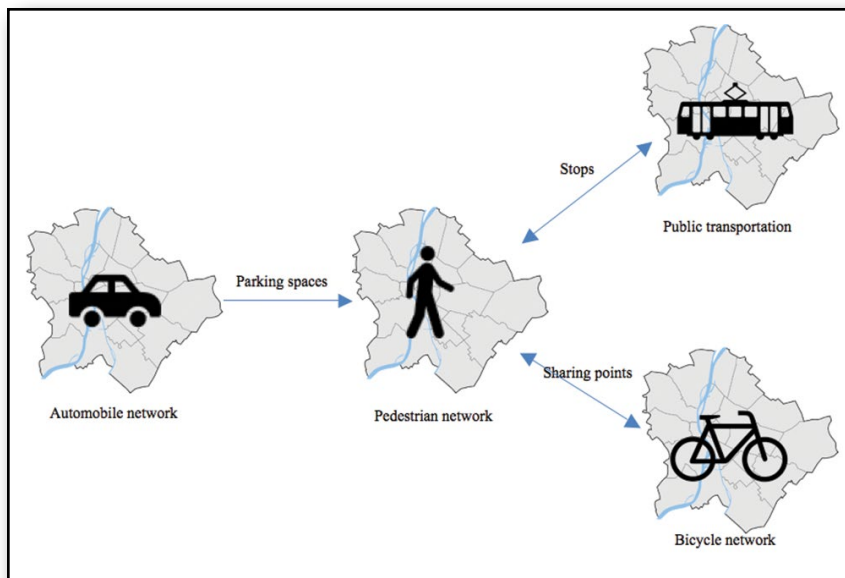 Stops
Public transportation
Parking spaces
Automobile network
Pedestrian network
Sharing points
Bicycle network